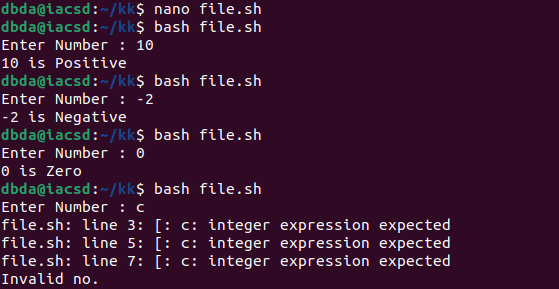 dbda@iacsd:~/kk$ nano file.sh
dbda@iacsd:~/kk$ bash file.sh
Enter Number : 10
10 is Positive
dbda@iacsd:~/kk$ bash file.sh
Enter Number : -2
-2 is Negative
dbda@iacsd:~/kk$ bash file.sh
Enter Number : 0
0 is Zero
dbda@iacsd:~/kk$ bash file.sh
Enter Number : c
file.sh: line 3: [: c: integer expression expected
file.sh: line 5: [: c: integer expression expected
file.sh: line 7: [: c: integer expression expected
Invalid no.